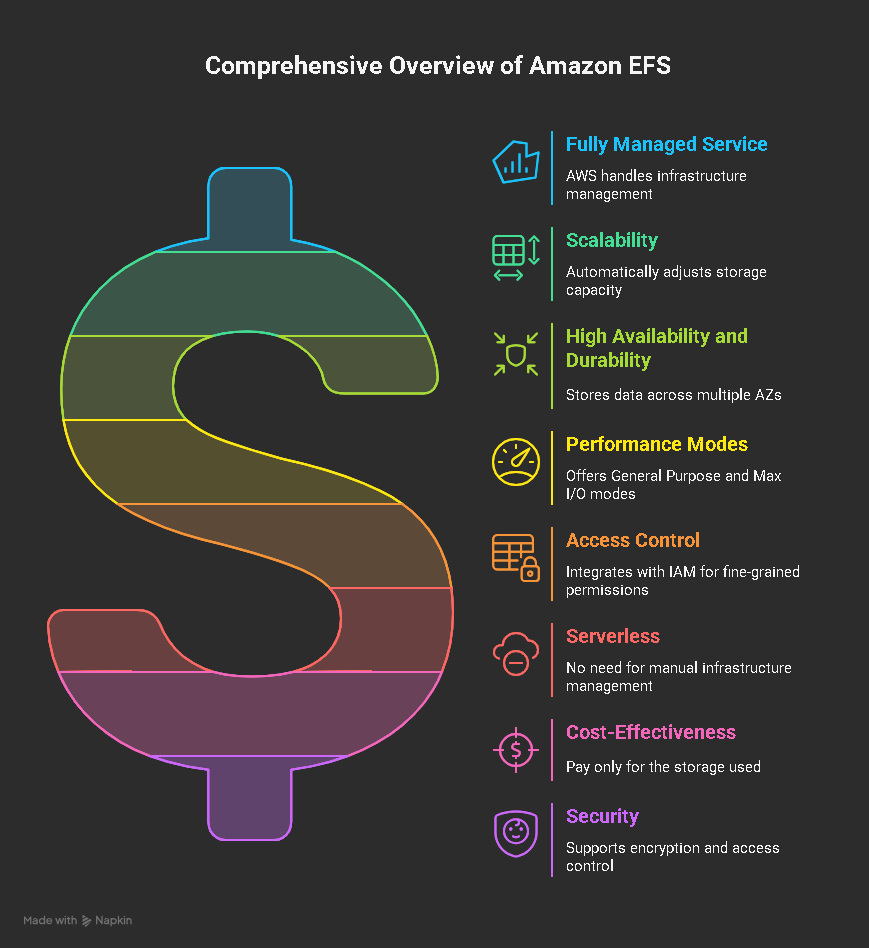 Comprehensive Overview of Amazon EFS
Fully Managed Service
AWS handles infrastructure
management
Scalability
Automatically adjusts storage
capacity
High Availability and
Durability
Stores data across multiple AZs
Performance Modes
Offers General Purpose and Max
I/O modes
Access Control
Integrates with IAM for fine-grained
permissions
Serverless
No need for manual infrastructure
management
Cost-Effectiveness
Pay only for the storage used
Security
Supports encryption and access
control
Made with Napkin